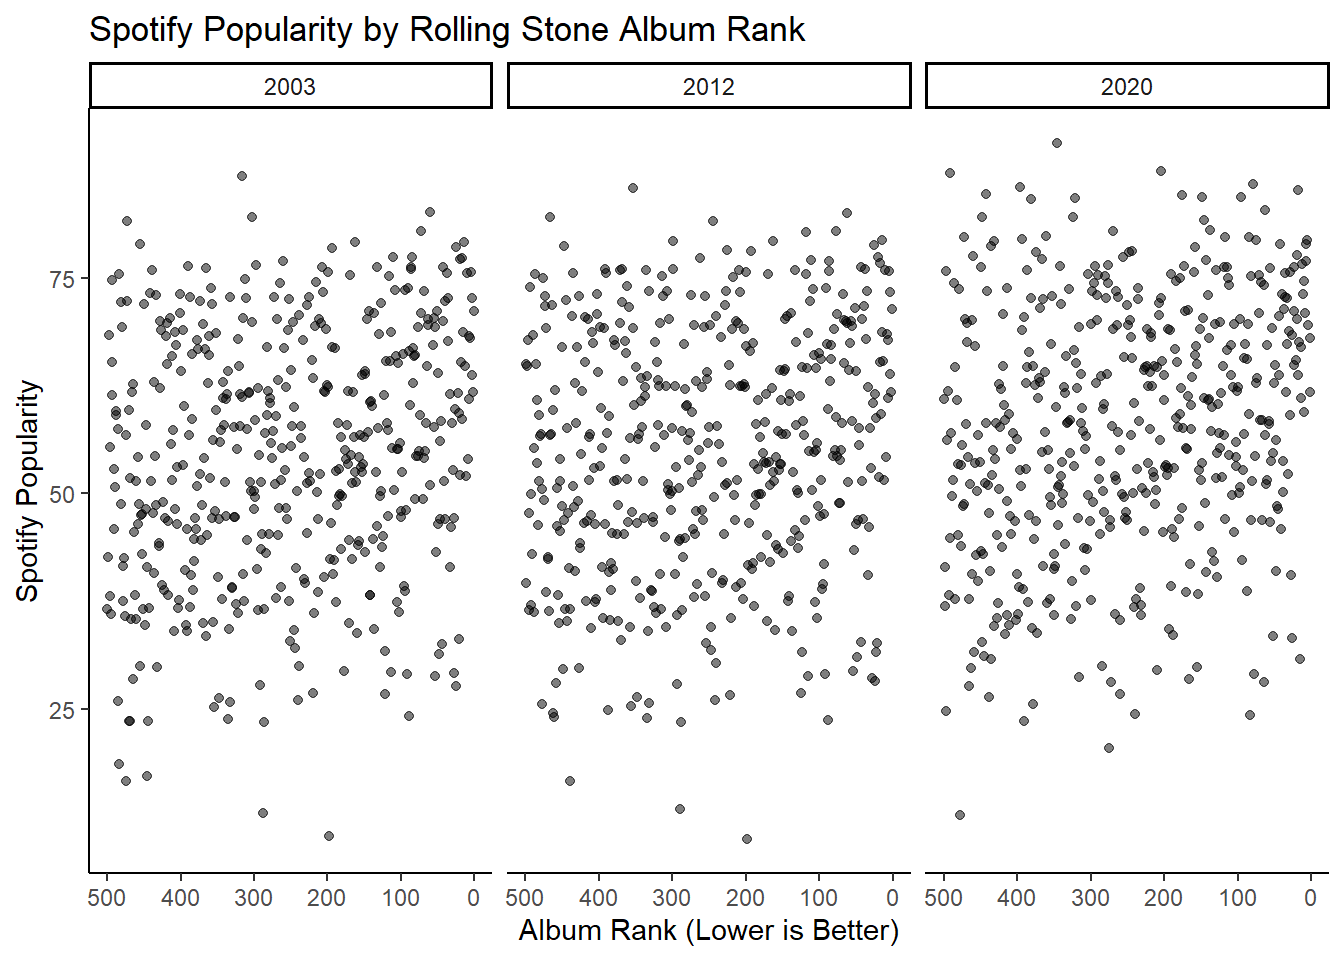 Spotify Popularity by Rolling Stone Album Rank
2003 2012 2020
Spotify Popularity
75
50
25
500 400 300 200 100 0 500 400 300 200 100 0 500 400 300 200 100 0
Album Rank (Lower is Better)